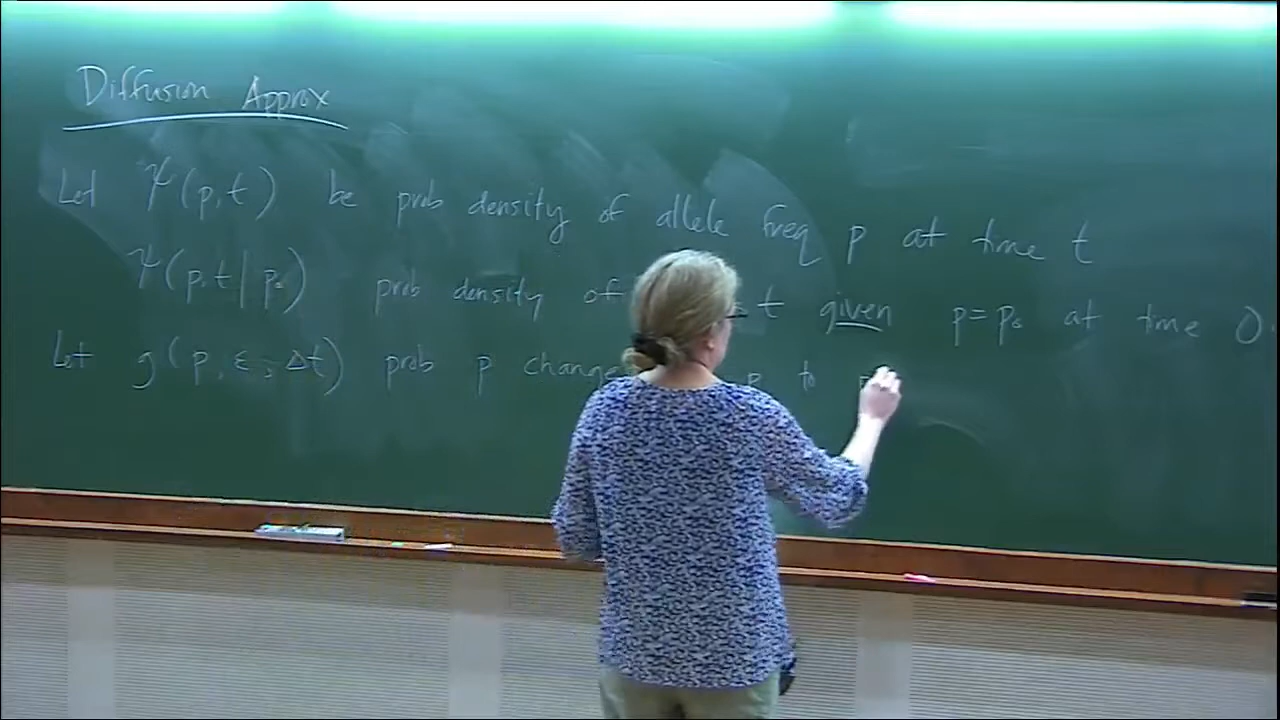 Diffusion Approx
Let ψ(p,t) be prob density of allele freq p at time t
ψ(p,t|p₀) prob density of t given p=p₀ at time 0
Let g(p,ε;Δt) prob p change p to